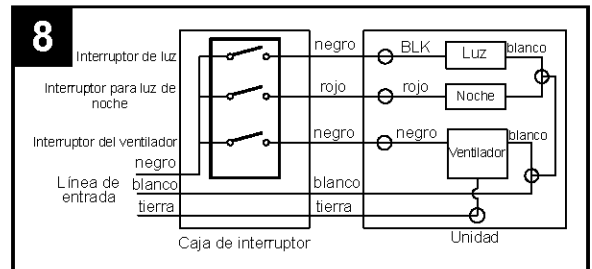 8
Interruptor de luz
negro
BLK
Luz
blanco
Interruptor para luz de
noche
rojo
rojo
Noche
Interruptor del ventilador
negro
negro
Ventilador
blanco
negro
Línea de
entrada
blanco
blanco
tierra
tierra
Caja de interruptor
Unidad